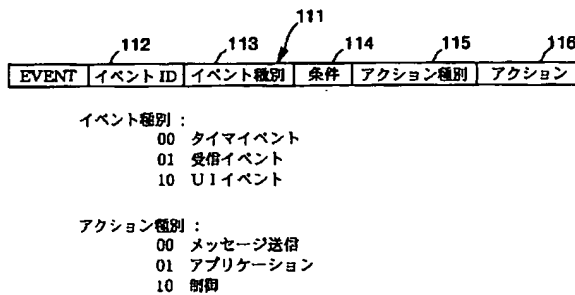 111
112 113 114 115 116
EVENT イベント ID イベント種別 条件 アクション種別 アクション
イベント種別 :
00 タイマイベント
01 受信イベント
10 UIイベント
アクション種別 :
00 メッセージ送信
01 アプリケーション
10 制御